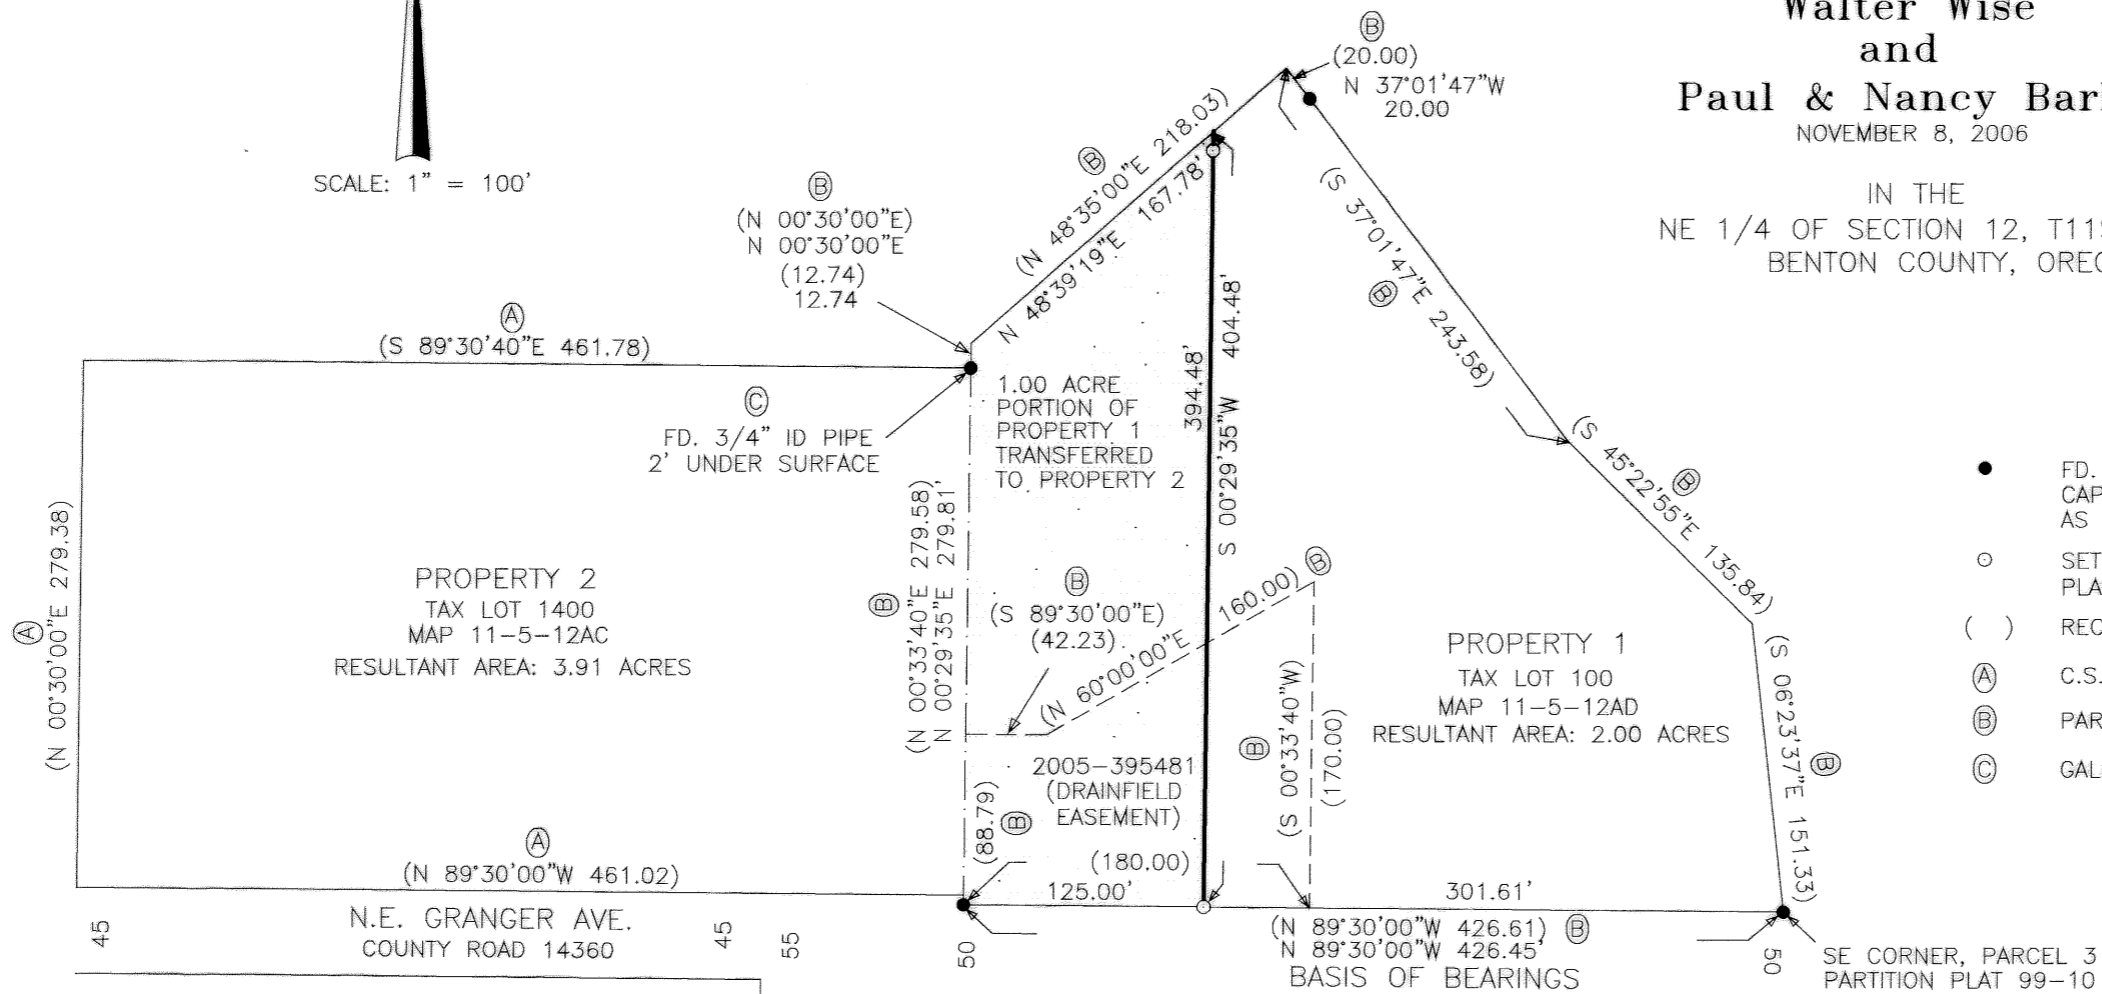 Walter Wise
and
Paul & Nancy
NOVEMBER 8, 2006
IN THE
NE 1/4 OF SECTION 12,
BENTON COUNTY,
SCALE: 1" = 100'
B
(20.00)
N 37°01'47"W
20.00
B
(N 48°35'00"E 218.03)
N 48°39'19"E 167.78'
B
(N 00°30'00"E)
N 00°30'00"E
(12.74)
12.74
(S 37°01'47"E 243.58)
B
A
(S 89°30'40"E 461.78)
C
FD. 3/4" ID PIPE
2' UNDER SURFACE
1.00 ACRE
PORTION OF
PROPERTY 1
TRANSFERRED
TO PROPERTY 2
394.48'
S 00°29'35"W 404.48'
(S 45°22'55"E 135.84)
B
A
(N 00°30'00"E 279.38)
PROPERTY 2
TAX LOT 1400
MAP 11-5-12AC
RESULTANT AREA: 3.91 ACRES
B
(N 00°33'40"E 279.58)
N 00°29'35"E 279.81'
B
(S 89°30'00"E)
(42.23)
(N 60°00'00"E 160.00)
B
PROPERTY 1
TAX LOT 100
MAP 11-5-12AD
RESULTANT AREA: 2.00 ACRES
(S 06°23'37"E 151.33)
B
2005-395481
(DRAINFIELD
EASEMENT)
B
(S 00°33'40"W)
(170.00)
(88.79)
B
(180.00)
125.00'
301.61'
A
(N 89°30'00"W 461.02)
(N 89°30'00"W 426.61) B
N 89°30'00"W 426.45'
BASIS OF BEARINGS
N.E. GRANGER AVE.
COUNTY ROAD 14360
45
45
55
50
50
SE CORNER, PARCEL 3
PARTITION PLAT 99-10
FD.
AS
( )
A C.S.
B
C